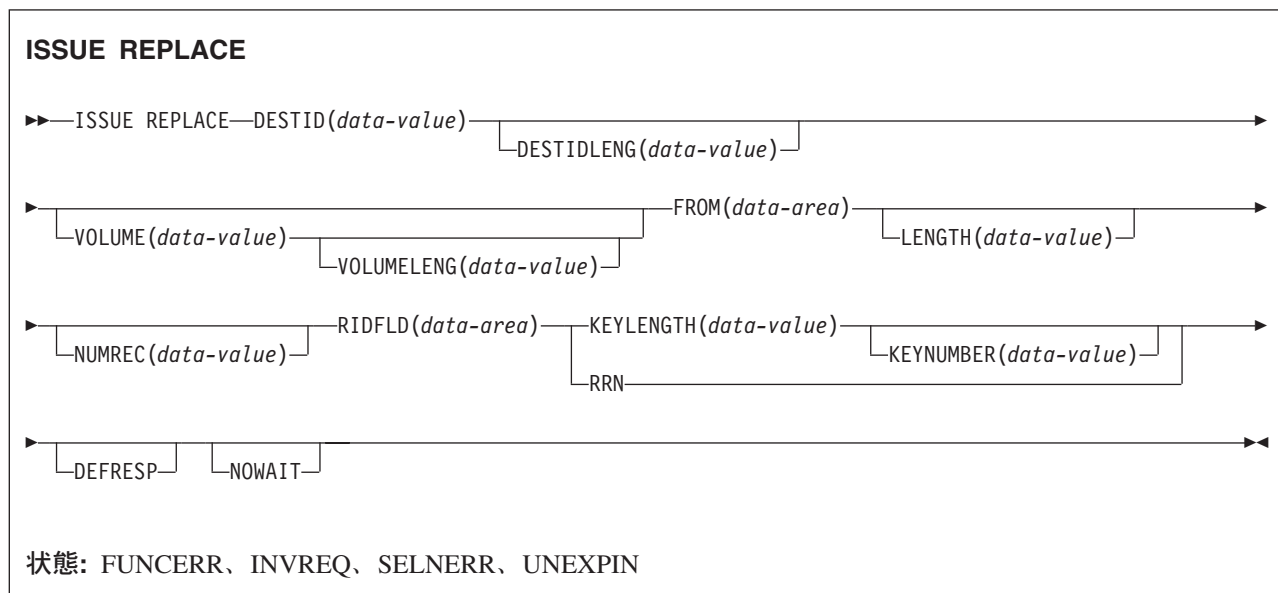 ISSUE REPLACE
ISSUE REPLACE DESTID(data-value)
DESTIDLENG(data-value)
FROM(data-area)
VOLUME(data-value) LENGTH(data-value)
VOLUMELENG(data-value)
RIDFLD(data-area) KEYLENGTH(data-value)
NUMREC(data-value) KEYNUMBER(data-value)
RRN
DEFRESP NOWAIT
状態: FUNCERR、INVREQ、SELNERR、UNEXPIN